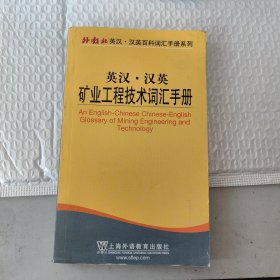 外教社 英汉·汉英百科词汇手册系列
英汉·汉英
矿业工程技术词汇手册
An English-Chinese Chinese-English
Glossary of Mining Engineering and
Technology
上海外语教育出版社
www.sflep.com